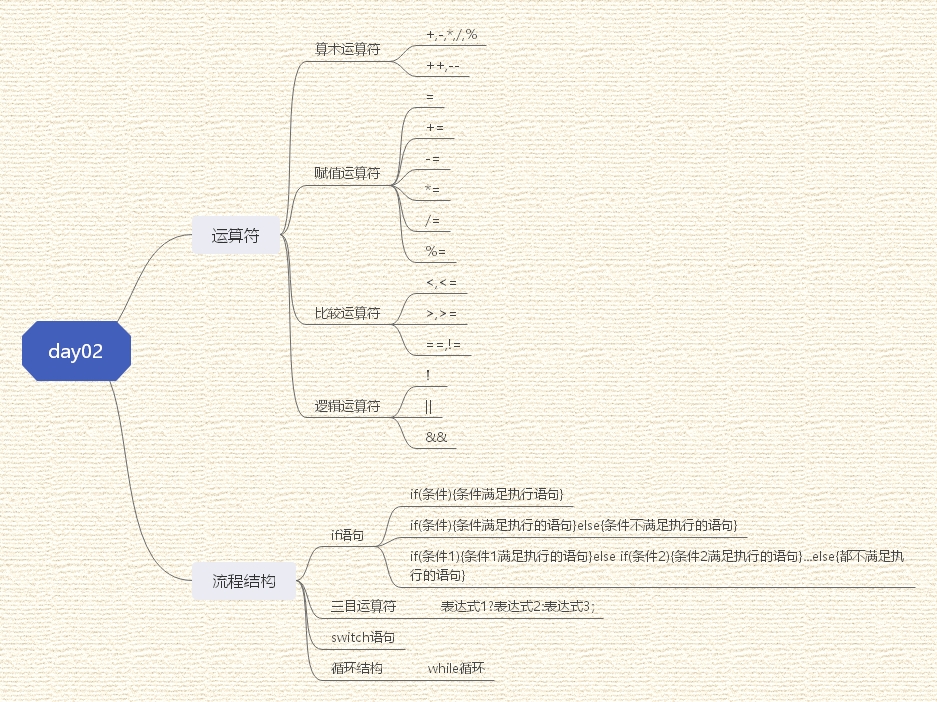 day02
运算符
算术运算符
+,-,*,/,%
++,--
赋值运算符
=
+=
-=
*=
/=
%=
比较运算符
<,<=
>,>=
==,!=
逻辑运算符
!
||
&&
流程结构
if语句
if(条件){条件满足执行语句}
if(条件){条件满足执行的语句}else{条件不满足执行的语句}
if(条件1){条件1满足执行的语句}else if(条件2){条件2满足执行的语句}...else{都不满足执
行的语句}
三目运算符
表达式1?表达式2:表达式3;
switch语句
循环结构
while循环